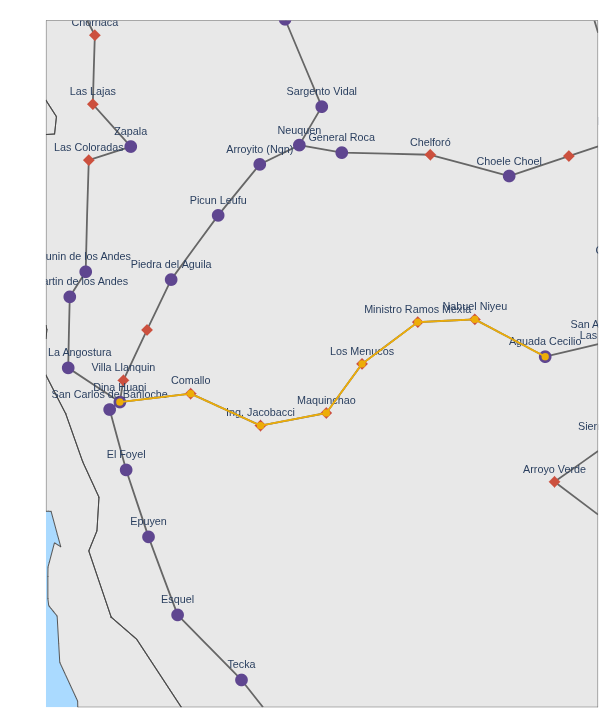 Chorriaca
Las Lajas
Sargento Vidal
Zapala
Neuquen
General Roca
Las Coloradas
Arroyito (Nqn)
Chelforó
Choele Choel
Picun Leufu
unin de los Andes
Piedra del Aguila
artin de los Andes
Ministro Ramos Mexia
Nahuel Niyeu
San A
Las
Aguada Cecilio
La Angostura
Los Menucos
Villa Llanquin
Comallo
Dina Huapi
San Carlos de Bariloche
Maquinchao
Ing. Jacobacci
Sier
El Foyel
Arroyo Verde
Epuyen
Esquel
Tecka